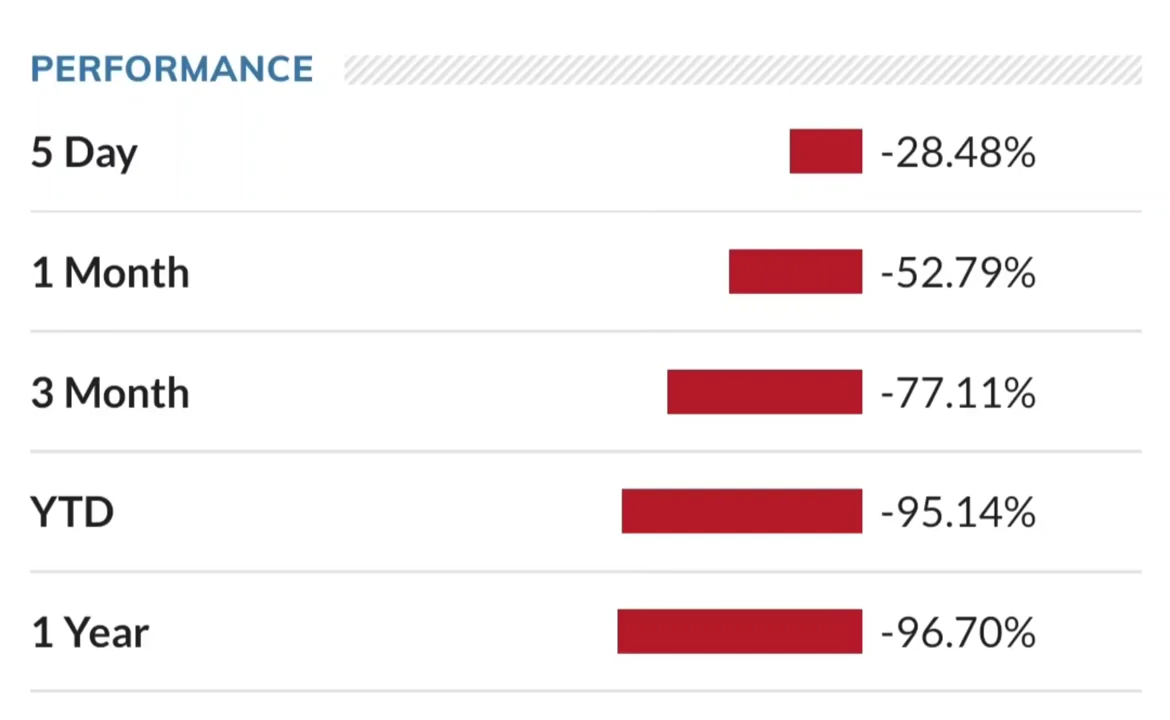 PERFORMANCE
5 Day -28.48%
1 Month -52.79%
3 Month -77.11%
YTD -95.14%
1 Year -96.70%